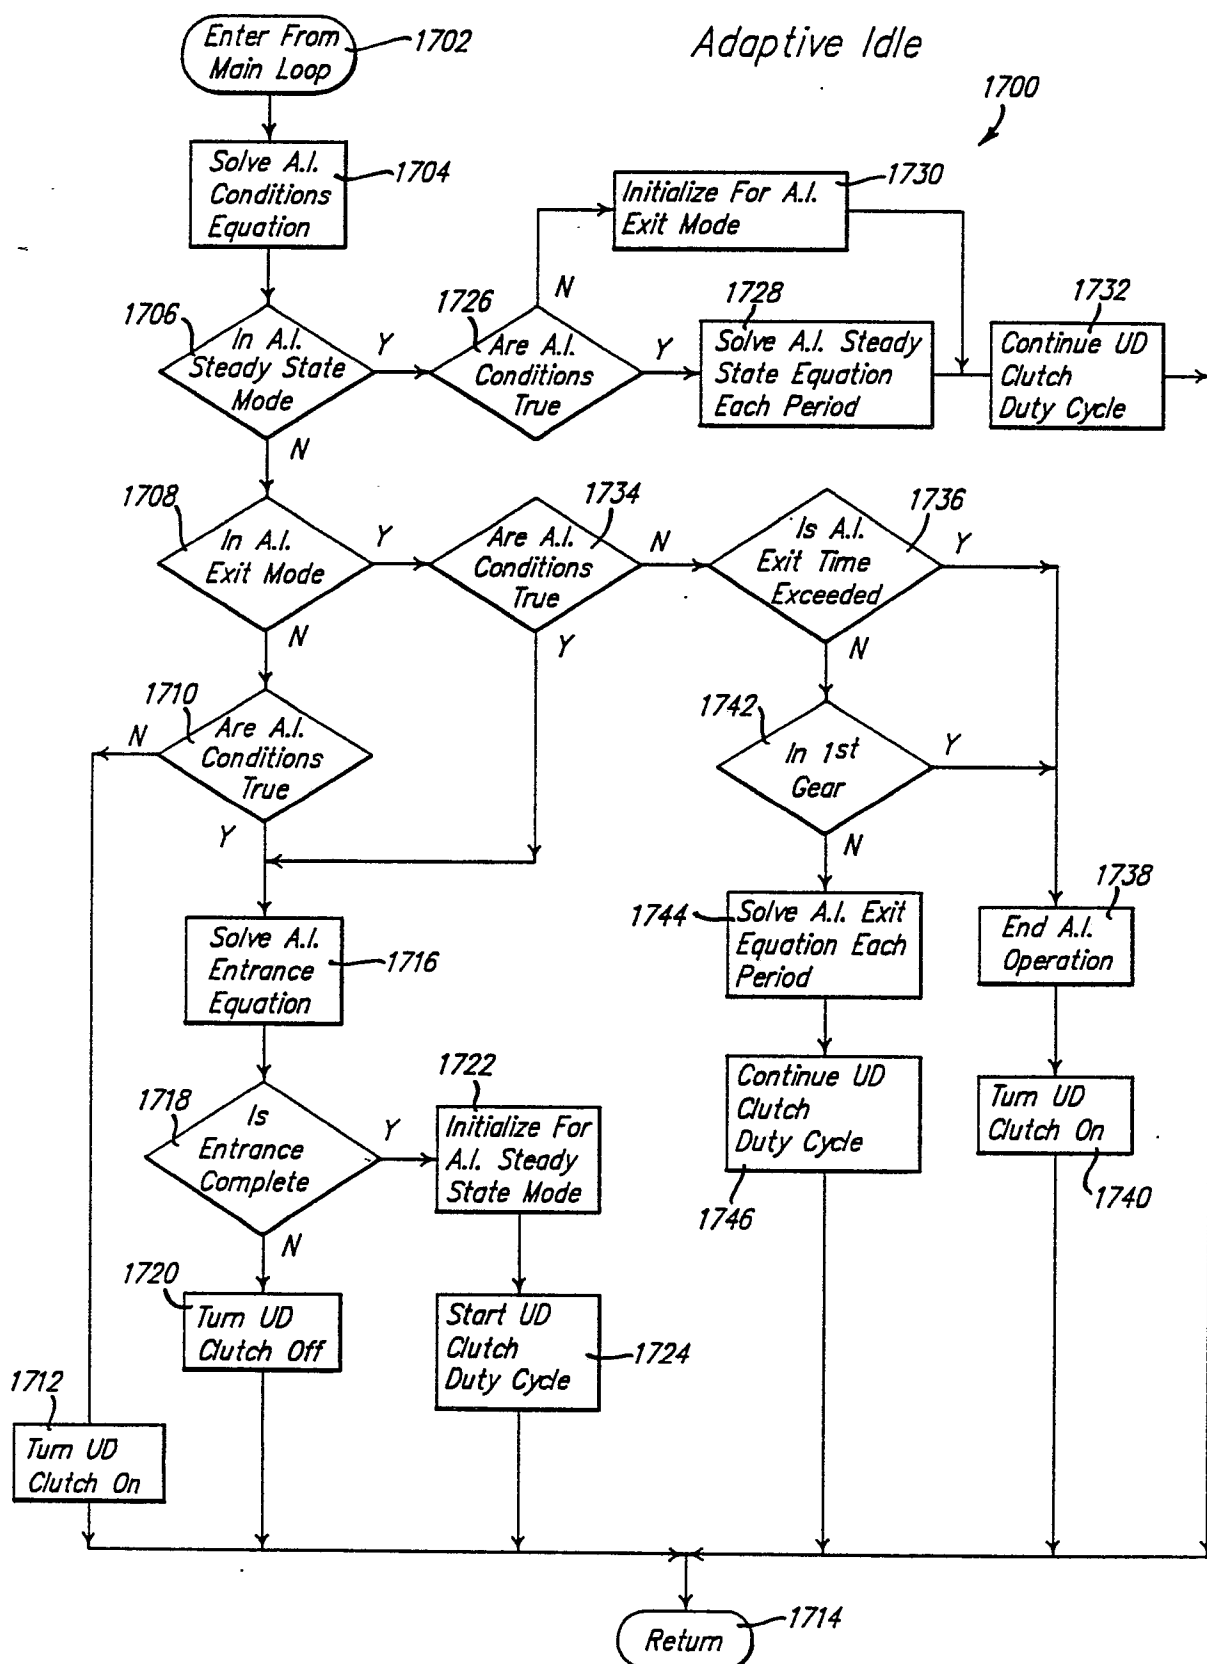 Adaptive Idle
1700
Enter From
Main Loop
1702
Solve A.I.
Conditions
Equation
1704
1706
In A.I.
Steady State
Mode
Y
N
1726
Are A.I.
Conditions
True
N
Y
Initialize For A.I.
Exit Mode
1730
1728
Solve A.I. Steady
State Equation
Each Period
1732
Continue UD
Clutch
Duty Cycle
1708
In A.I.
Exit Mode
Y
N
1734
Are A.I.
Conditions
True
N
Y
1736
Is A.I.
Exit Time
Exceeded
Y
N
1710
Are A.I.
Conditions
True
N
Y
1742
In 1st
Gear
Y
N
Solve A.I.
Entrance
Equation
1716
1744
Solve A.I. Exit
Equation Each
Period
1738
End A.I.
Operation
1718
Is
Entrance
Complete
Y
N
1722
Initialize For
A.I. Steady
State Mode
Continue UD
Clutch
Duty Cycle
1746
Turn UD
Clutch On
1740
1720
Turn UD
Clutch Off
Start UD
Clutch
Duty Cycle
1724
1712
Turn UD
Clutch On
Return
1714